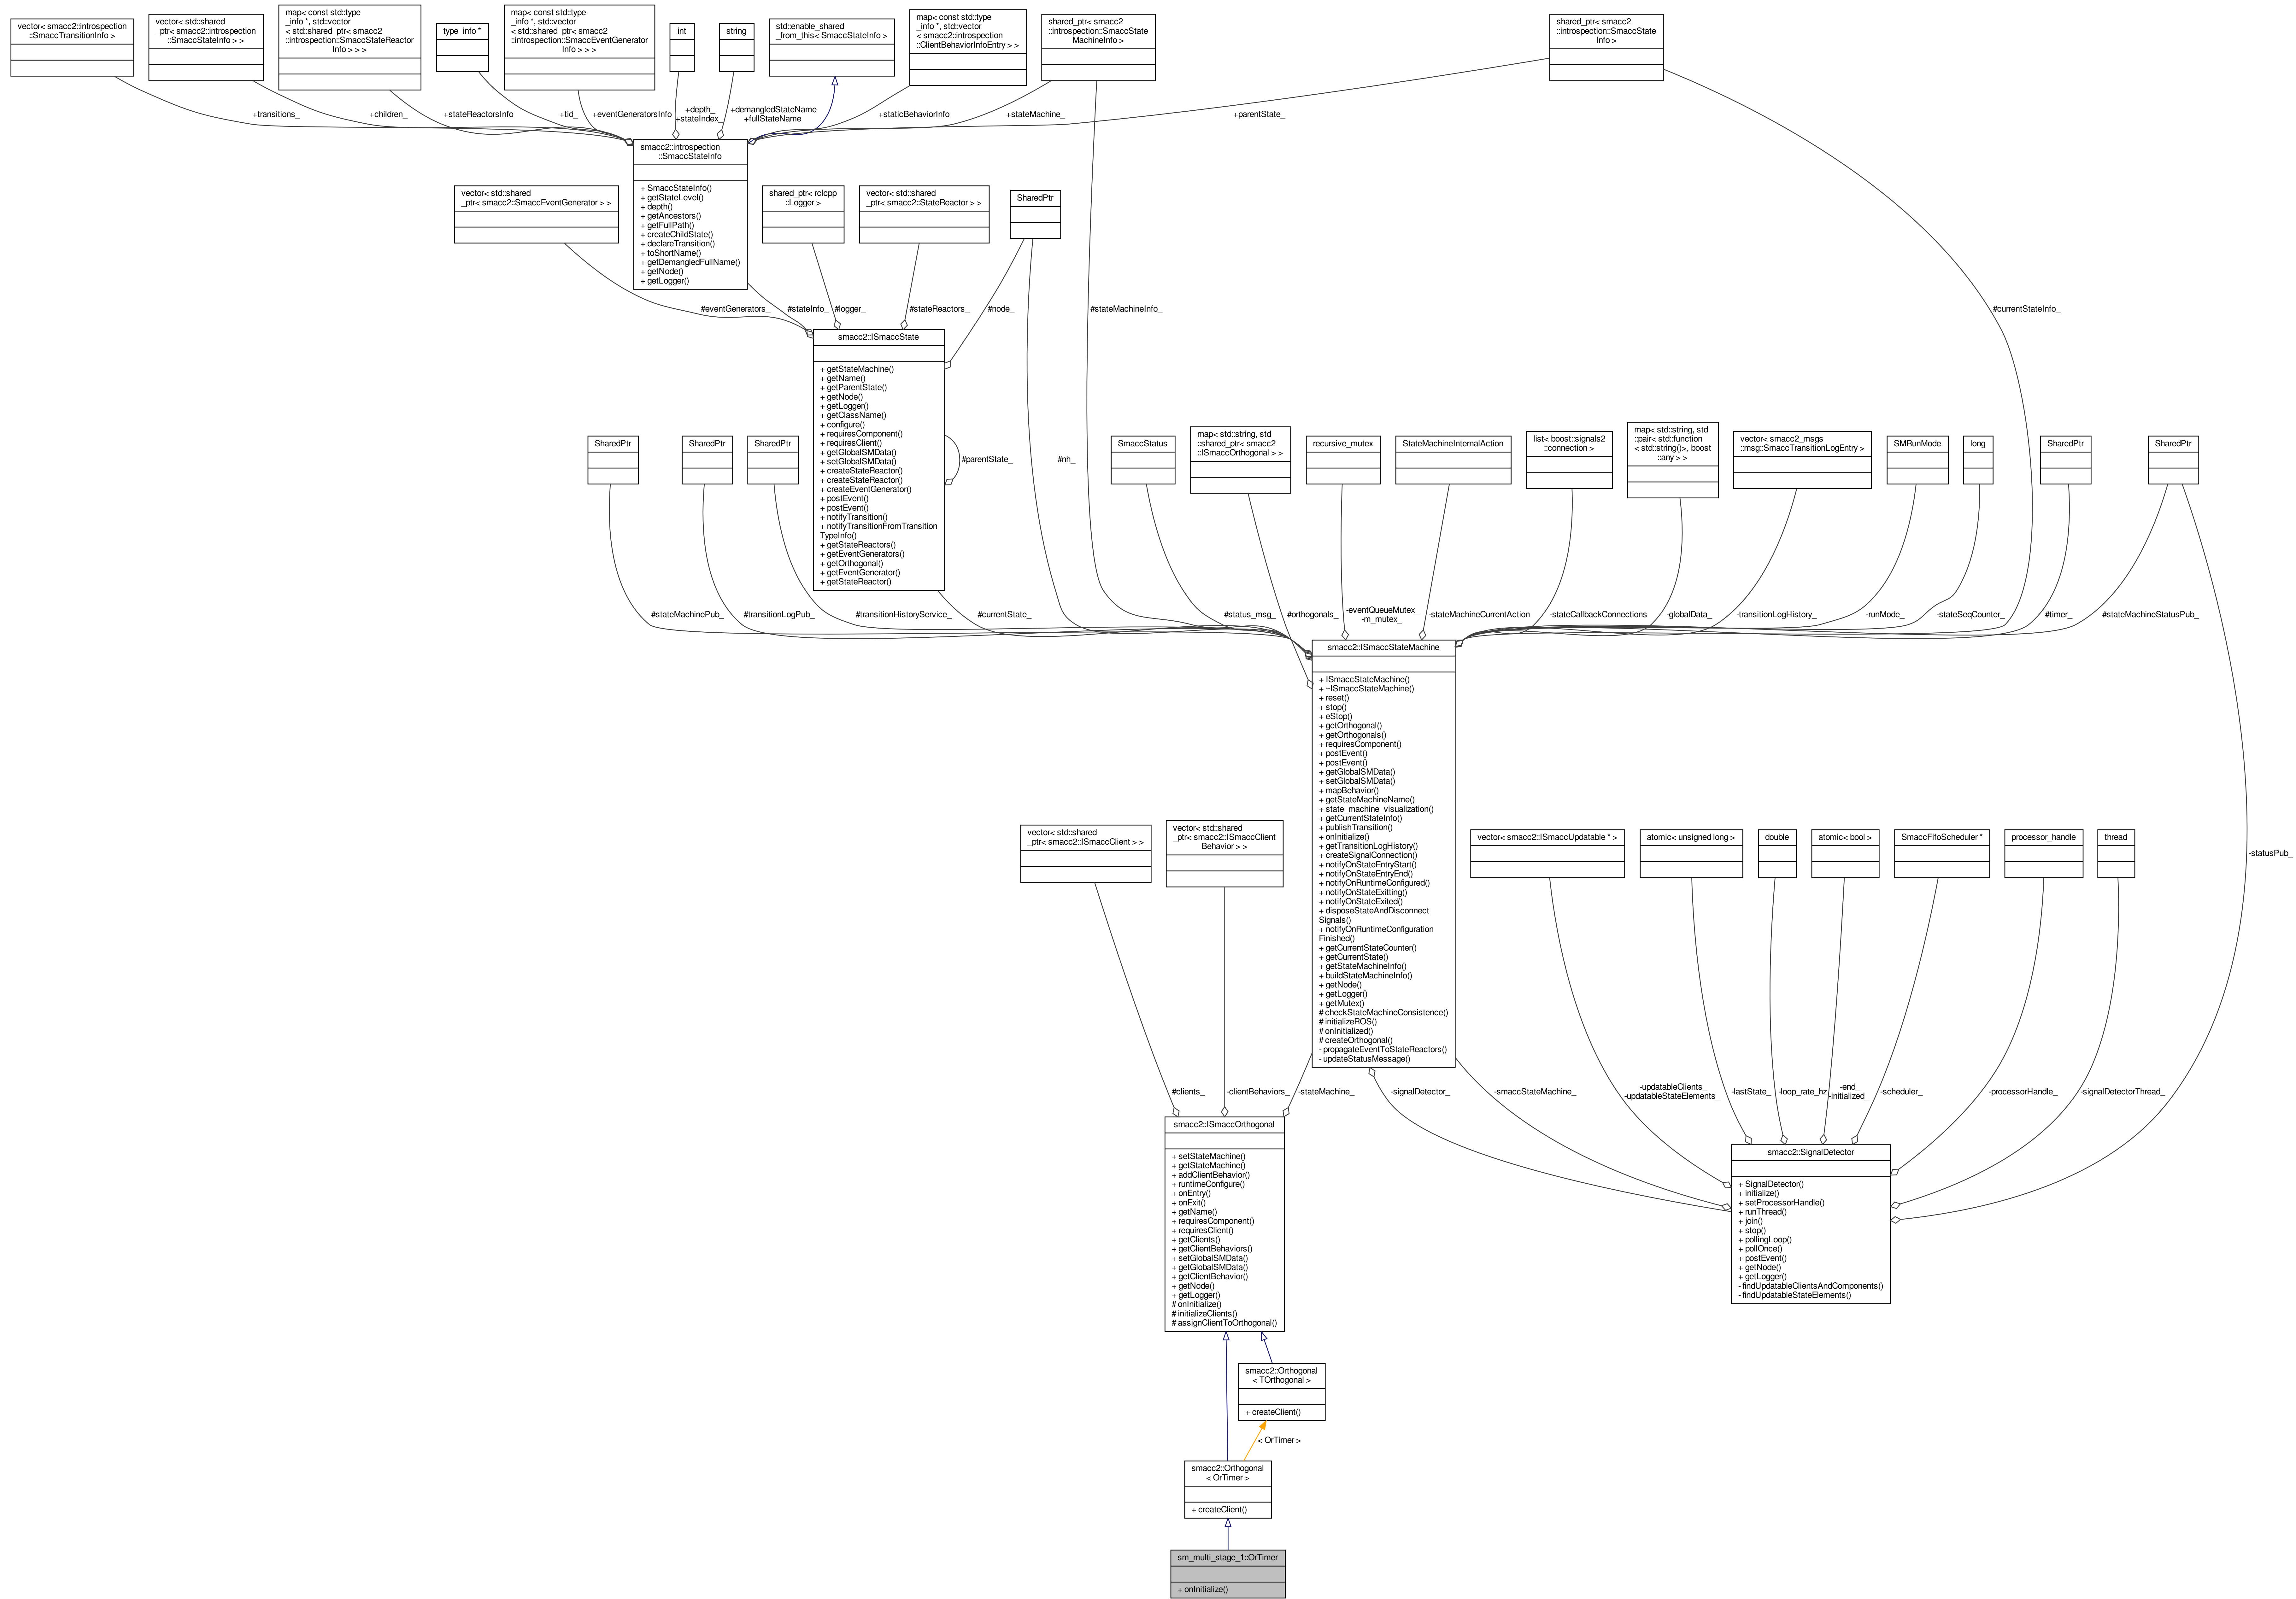 vector< smacc2::introspection
::SmaccTransitionInfo >
vector< std::shared
_ptr< smacc2::introspection
::SmaccStateInfo > >
map< const std::type
_info *, std::vector
< std::shared_ptr< smacc2
::introspection::SmaccStateReactor
Info > > >
type_info *
map< const std::type
_info *, std::vector
< std::shared_ptr< smacc2
::introspection::SmaccEventGenerator
Info > > >
int
string
std::enable_shared
_from_this< SmaccStateInfo >
map< const std::type
_info *, std::vector
< smacc2::introspection
::ClientBehaviorInfoEntry > >
shared_ptr< smacc2
::introspection::SmaccState
MachineInfo >
shared_ptr< smacc2
::introspection::SmaccState
Info >
+transitions_
+children_
+stateReactorsInfo
+tid_
+eventGeneratorsInfo
+depth_
+stateIndex_
+demangledStateName
+fullStateName
+staticBehaviorInfo
+stateMachine_
+parentState_
smacc2::introspection
::SmaccStateInfo
+ SmaccStateInfo()
+ getStateLevel()
+ depth()
+ getAncestors()
+ getFullPath()
+ createChildState()
+ declareTransition()
+ toShortName()
+ getDemangledFullName()
+ getNode()
+ getLogger()
vector< std::shared
_ptr< smacc2::SmaccEventGenerator > >
shared_ptr< rclcpp
::Logger >
vector< std::shared
_ptr< smacc2::StateReactor > >
SharedPtr
#eventGenerators_
#stateInfo_
#logger_
#stateReactors_
#node_
#stateMachineInfo_
#currentStateInfo_
smacc2::ISmaccState
+ getStateMachine()
+ getName()
+ getParentState()
+ getNode()
+ getLogger()
+ getClassName()
+ configure()
+ requiresComponent()
+ requiresClient()
+ getGlobalSMData()
+ setGlobalSMData()
+ createStateReactor()
+ createStateReactor()
+ createEventGenerator()
+ postEvent()
+ postEvent()
+ notifyTransition()
+ notifyTransitionFromTransition
TypeInfo()
+ getStateReactors()
+ getEventGenerators()
+ getOrthogonal()
+ getEventGenerator()
+ getStateReactor()
#parentState_
#nh_
SharedPtr
SharedPtr
SharedPtr
SmaccStatus
map< std::string, std
::shared_ptr< smacc2
::ISmaccOrthogonal > >
recursive_mutex
StateMachineInternalAction
list< boost::signals2
::connection >
map< std::string, std
::pair< std::function
< std::string()>, boost
::any > >
vector< smacc2_msgs
::msg::SmaccTransitionLogEntry >
SMRunMode
long
SharedPtr
SharedPtr
#stateMachinePub_
#transitionLogPub_
#transitionHistoryService_
#currentState_
#status_msg_
#orthogonals_
-eventQueueMutex_
-m_mutex_
-stateMachineCurrentAction
-stateCallbackConnections
-globalData_
-transitionLogHistory_
-runMode_
-stateSeqCounter_
#timer_
#stateMachineStatusPub_
smacc2::ISmaccStateMachine
+ ISmaccStateMachine()
+ ~ISmaccStateMachine()
+ reset()
+ stop()
+ eStop()
+ getOrthogonal()
+ getOrthogonals()
+ requiresComponent()
+ postEvent()
+ postEvent()
+ getGlobalSMData()
+ setGlobalSMData()
+ mapBehavior()
+ getStateMachineName()
+ state_machine_visualization()
+ getCurrentStateInfo()
+ publishTransition()
+ onInitialize()
+ getTransitionLogHistory()
+ createSignalConnection()
+ notifyOnStateEntryStart()
+ notifyOnStateEntryEnd()
+ notifyOnRuntimeConfigured()
+ notifyOnStateExitting()
+ notifyOnStateExited()
+ disposeStateAndDisconnect
Signals()
+ notifyOnRuntimeConfiguration
Finished()
+ getCurrentStateCounter()
+ getCurrentState()
+ getStateMachineInfo()
+ buildStateMachineInfo()
+ getNode()
+ getLogger()
+ getMutex()
# checkStateMachineConsistence()
# initializeROS()
# onInitialized()
# createOrthogonal()
- propagateEventToStateReactors()
- updateStatusMessage()
vector< std::shared
_ptr< smacc2::ISmaccClient > >
vector< std::shared
_ptr< smacc2::ISmaccClient
Behavior > >
vector< smacc2::ISmaccUpdatable * >
atomic< unsigned long >
double
atomic< bool >
SmaccFifoScheduler *
processor_handle
thread
-statusPub_
#clients_
-clientBehaviors_
-stateMachine_
-signalDetector_
-smaccStateMachine_
-updatableClients_
-updatableStateElements_
-lastState_
-loop_rate_hz
-end_
-initialized_
-scheduler_
-processorHandle_
-signalDetectorThread_
smacc2::ISmaccOrthogonal
+ setStateMachine()
+ getStateMachine()
+ addClientBehavior()
+ runtimeConfigure()
+ onEntry()
+ onExit()
+ getName()
+ requiresComponent()
+ requiresClient()
+ getClients()
+ getClientBehaviors()
+ setGlobalSMData()
+ getGlobalSMData()
+ getClientBehavior()
+ getNode()
+ getLogger()
# onInitialize()
# initializeClients()
# assignClientToOrthogonal()
smacc2::SignalDetector
+ SignalDetector()
+ initialize()
+ setProcessorHandle()
+ runThread()
+ join()
+ stop()
+ pollingLoop()
+ pollOnce()
+ postEvent()
+ getNode()
+ getLogger()
- findUpdatableClientsAndComponents()
- findUpdatableStateElements()
smacc2::Orthogonal
< TOrthogonal >
+ createClient()
< OrTimer >
smacc2::Orthogonal
< OrTimer >
+ createClient()
sm_multi_stage_1::OrTimer
+ onInitialize()